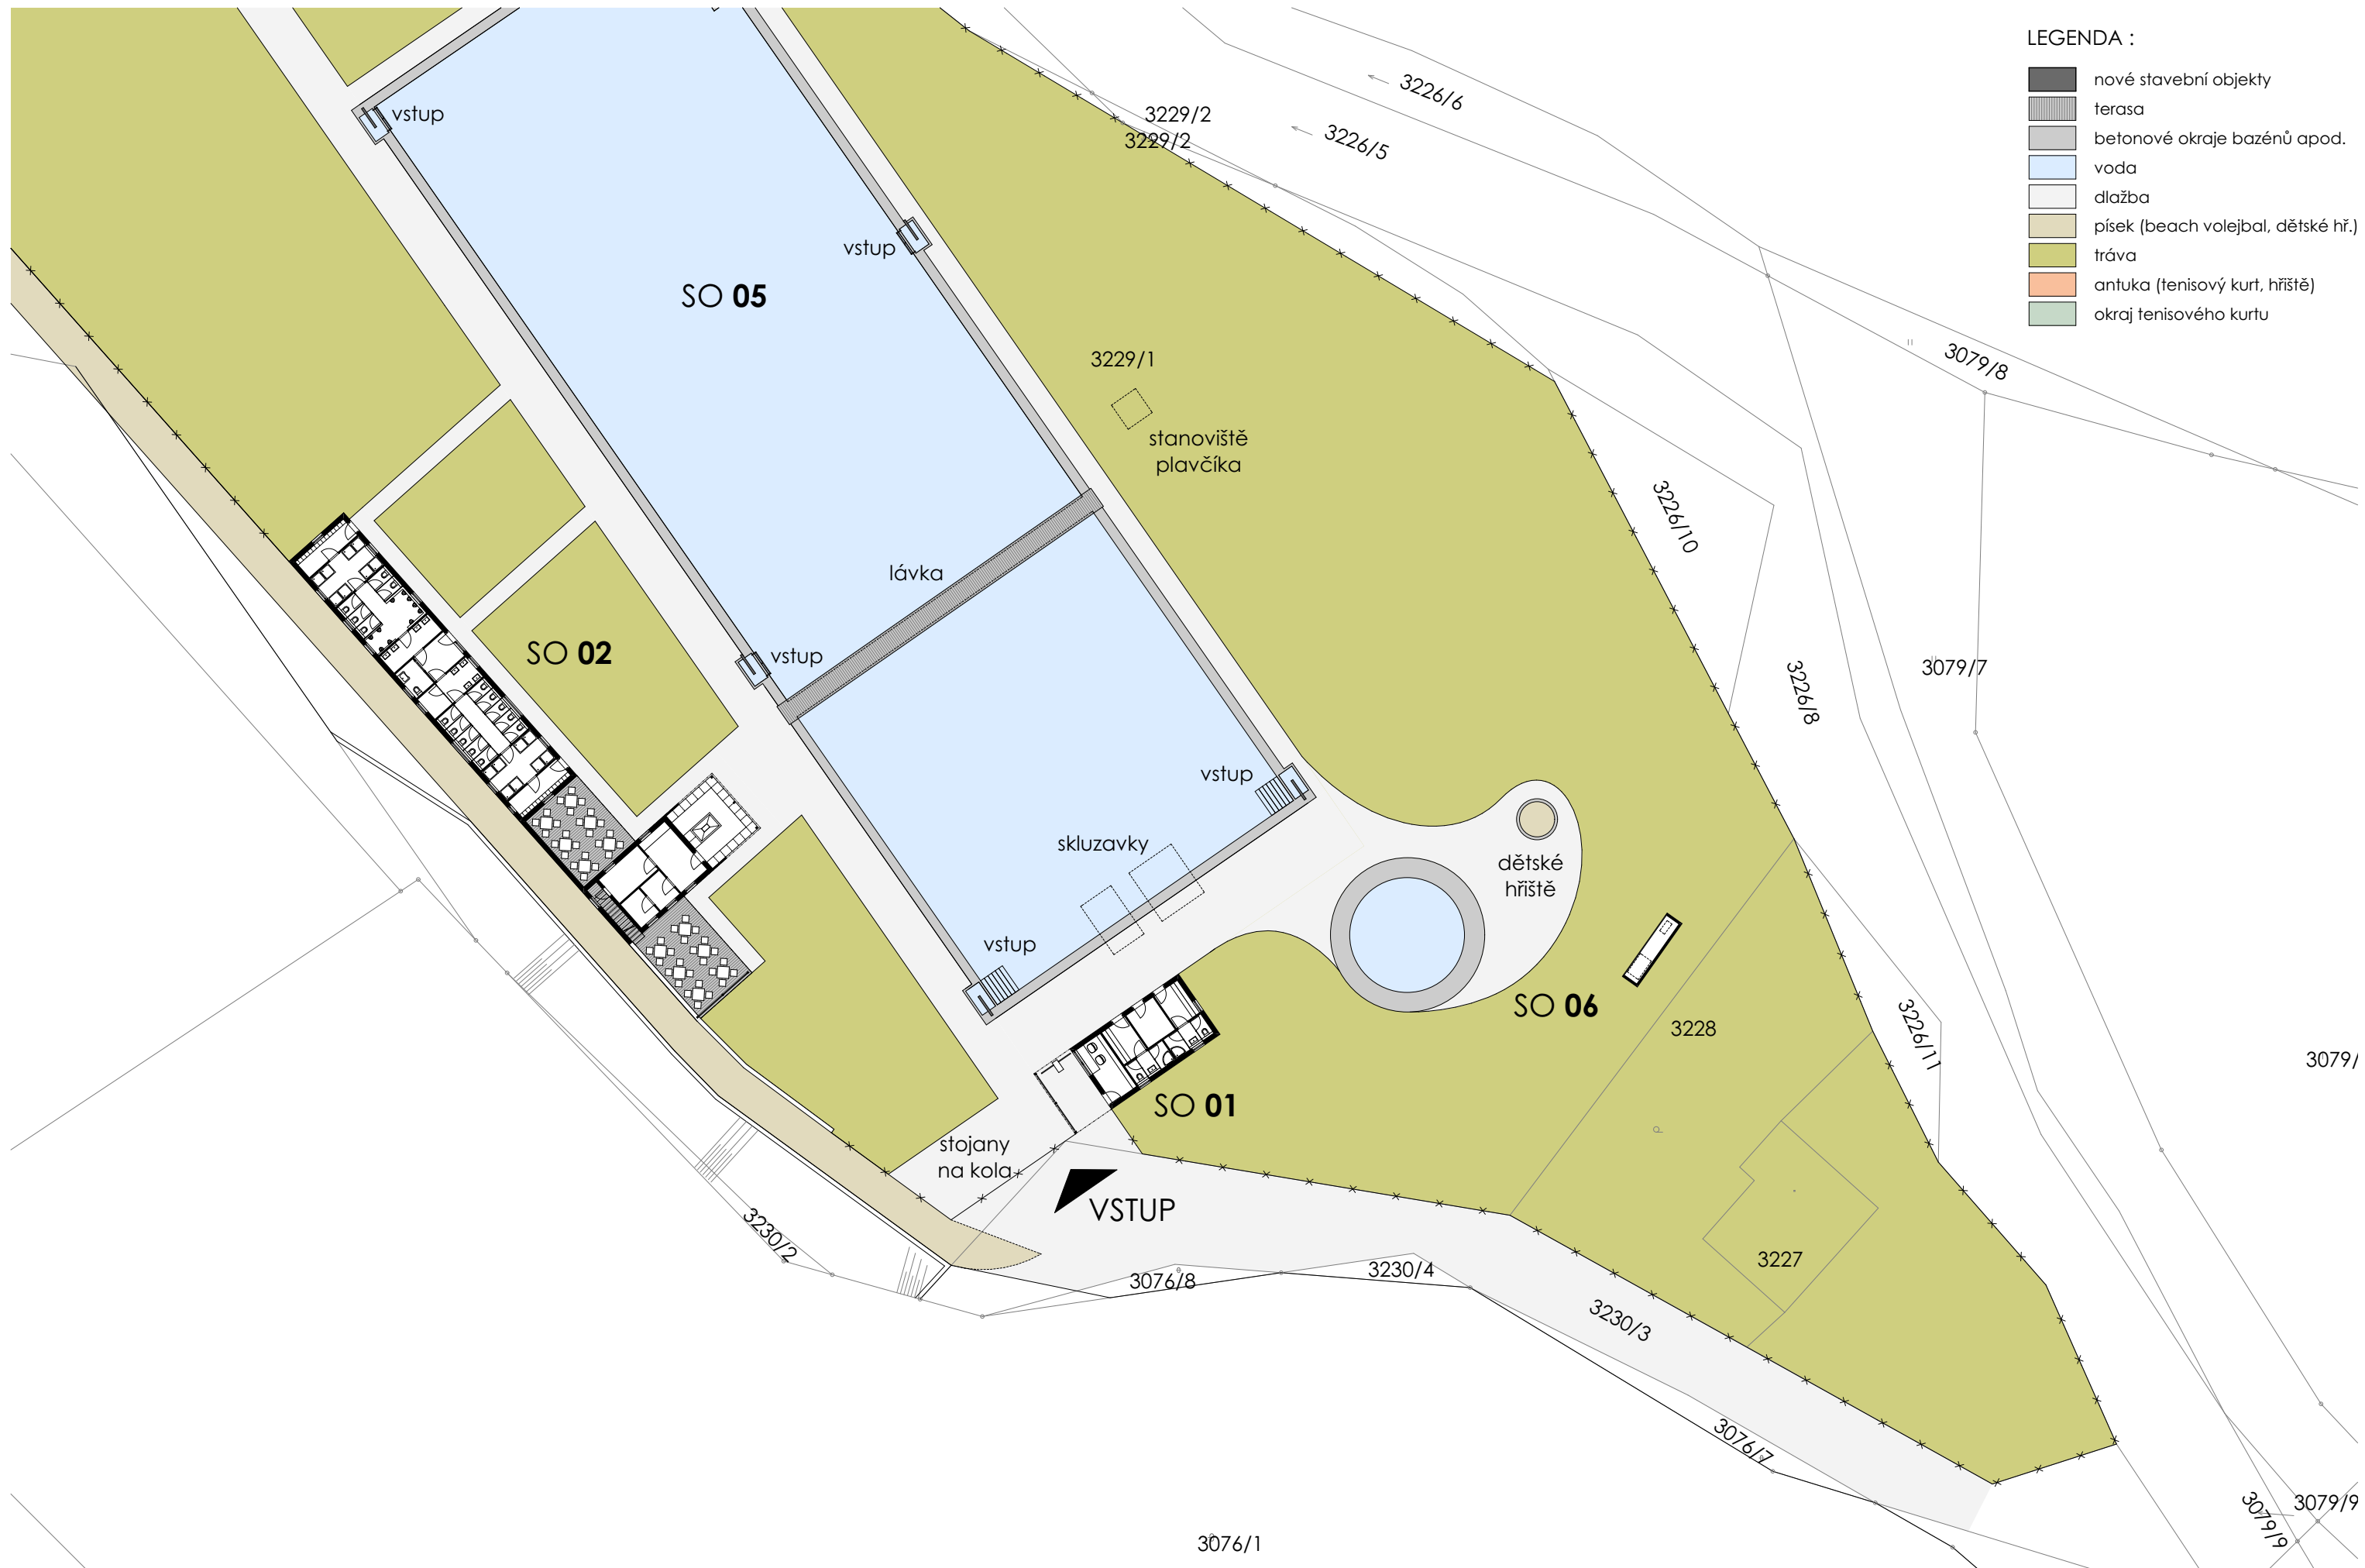 LEGENDA :
nové stavební objekty
terasa
betonové okraje bazénů apod.
voda
dlažba
písek (beach volejbal, dětské hř.)
tráva
antuka (tenisový kurt, hřiště)
okraj tenisového kurtu
3226/6
vstup
3229/2
3229/2
3226/5
vstup
SO 05
3229/1
3079/8
stanoviště
plavčíka
3226/10
lávka
SO 02
vstup
3079/7
3226/8
vstup
skluzavky
dětské
hřiště
vstup
SO 06
3228
3226/11
3079/
SO 01
stojany
na kola
VSTUP
3230/2
3076/8
3230/4
3227
3230/3
3076/7
3079/9
3079/9
3076/1